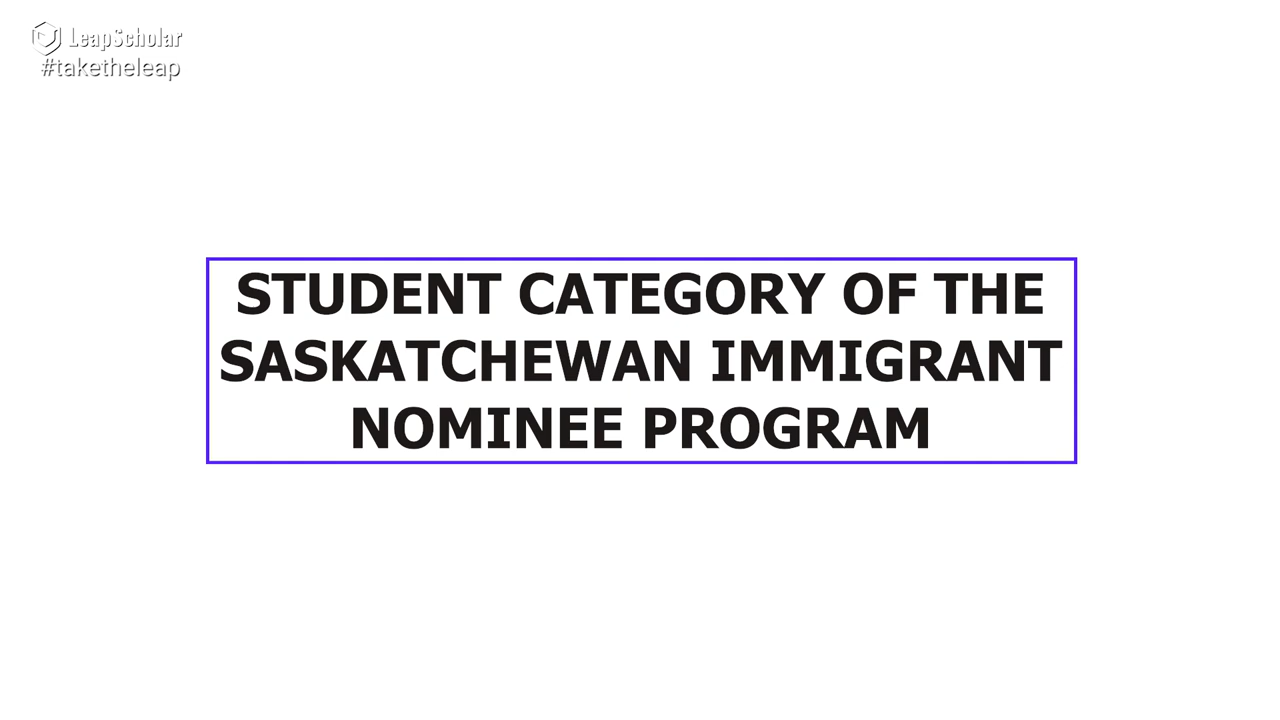 LeapScholar
#taketheleap
STUDENT CATEGORY OF THE
SASKATCHEWAN IMMIGRANT
NOMINEE PROGRAM